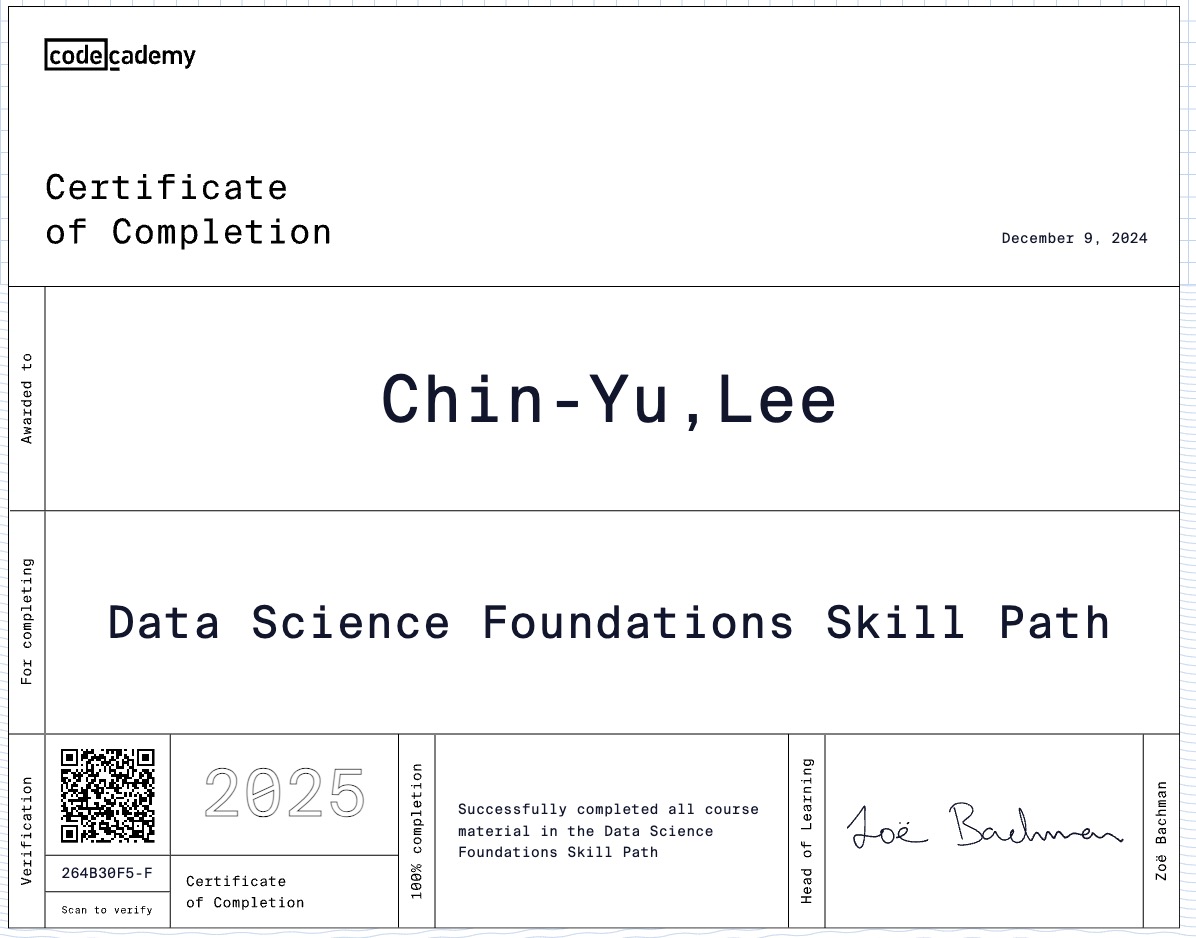 codecademy
Certificate
of Completion
December 9, 2024
Awarded to
Chin-Yu,Lee
For completing
Data Science Foundations Skill Path
Verification
264B30F5-F
Scan to verify
2025
Certificate
of Completion
100% completion
Successfully completed all course
material in the Data Science
Foundations Skill Path
Head of Learning
Zoë Bachman
Zoë Bachman